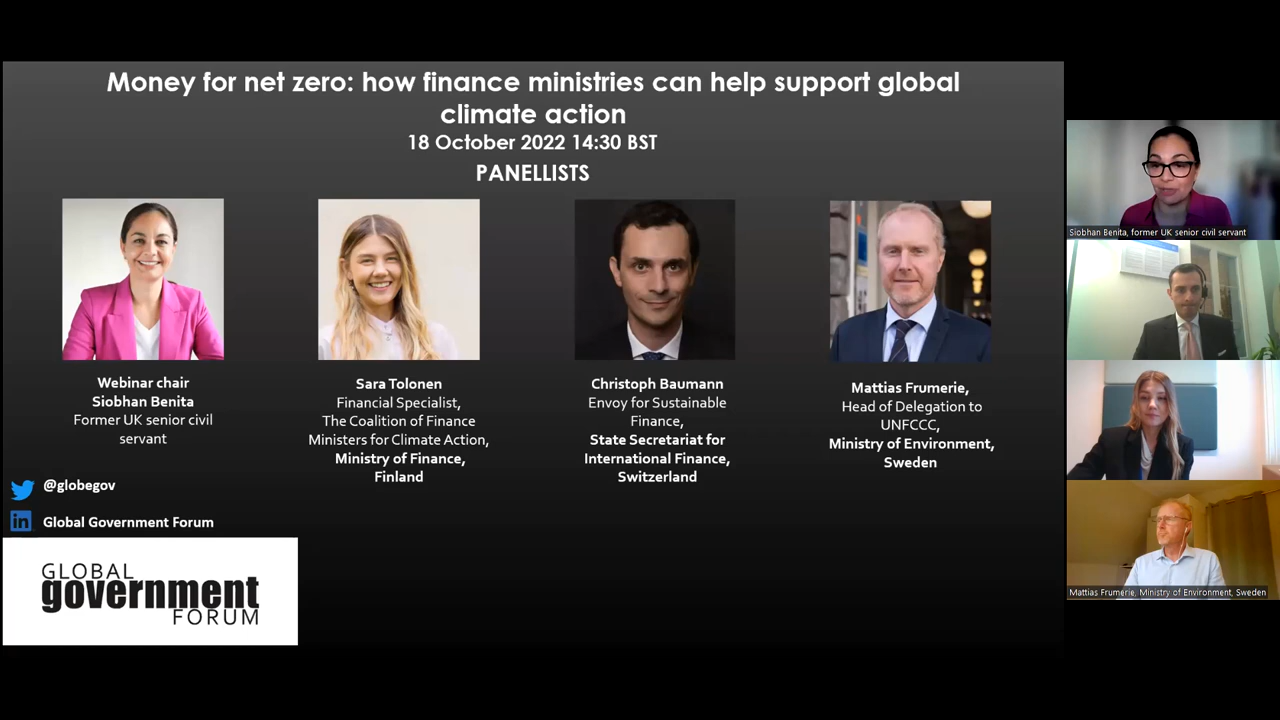 Money for net zero: how finance ministries can help support global
climate action
18 October 2022 14:30 BST
PANELLISTS
Webinar chair
Siobhan Benita
Former UK senior civil
servant
Sara Tolonen
Financial Specialist,
The Coalition of Finance
Ministers for Climate Action,
Ministry of Finance,
Finland
Christoph Baumann
Envoy for Sustainable
Finance,
State Secretariat for
International Finance,
Switzerland
Mattias Frumerie,
Head of Delegation to
UNFCCC,
Ministry of Environment,
Sweden
@globegov
in
Global Government Forum
GLOBAL
government
FORUM
Siobhan Benita, former UK senior civil servant
Mattias Frumerie, Ministry of Environment, Sweden